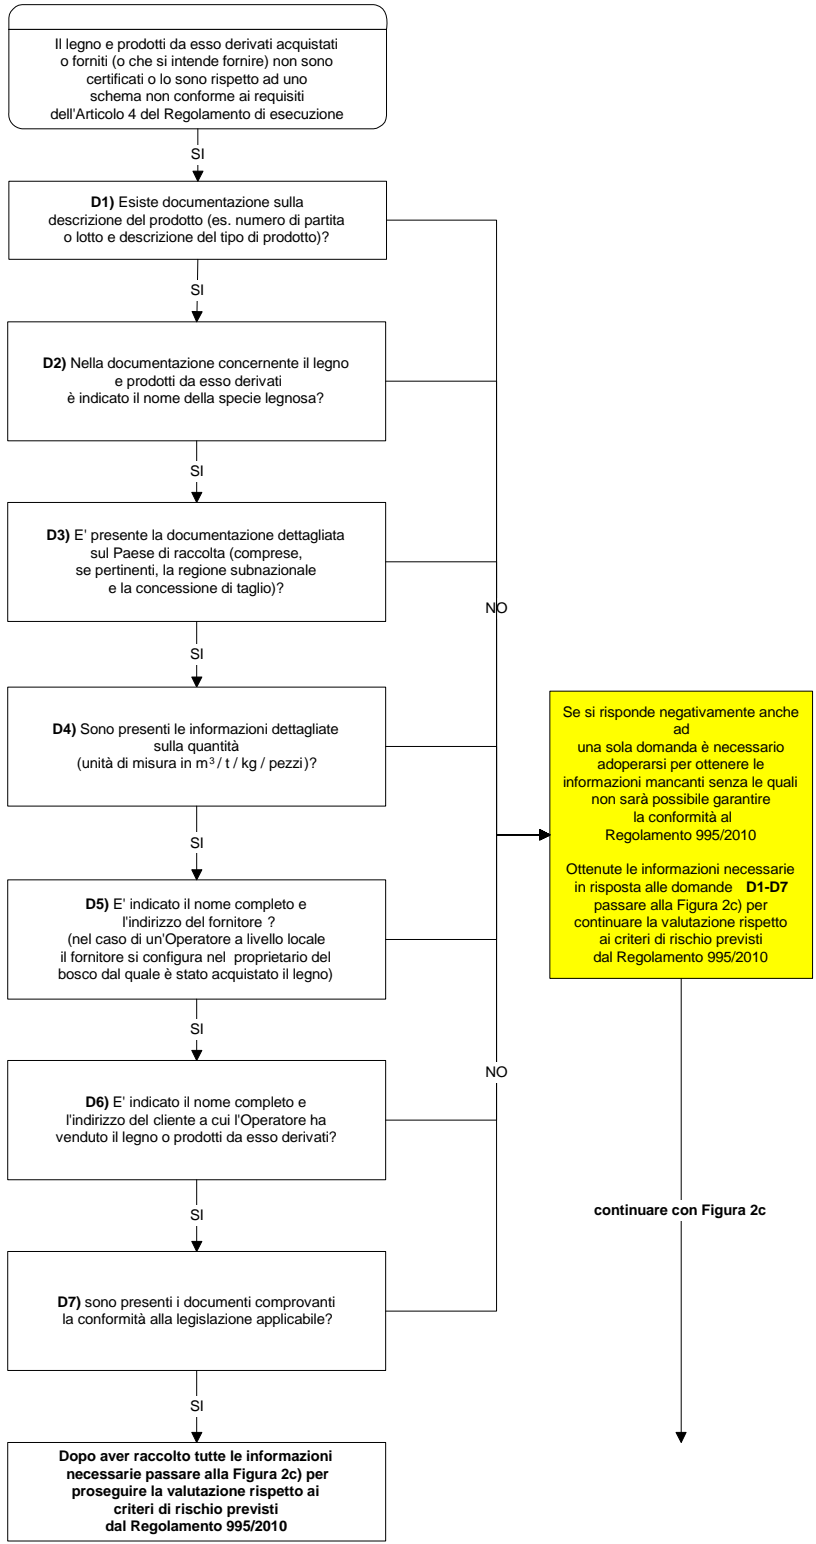 Il legno e prodotti da esso derivati acquistati
o forniti (o che si intende fornire) non sono
certificati o lo sono rispetto ad uno
schema non conforme ai requisiti
dell'Articolo 4 del Regolamento di esecuzione
SI
D1) Esiste documentazione sulla
descrizione del prodotto (es. numero di partita
o lotto e descrizione del tipo di prodotto)?
SI
D2) Nella documentazione concernente il legno
e prodotti da esso derivati
è indicato il nome della specie legnosa?
SI
D3) E' presente la documentazione dettagliata
sul Paese di raccolta (comprese,
se pertinenti, la regione subnazionale
e la concessione di taglio)?
NO
SI
D4) Sono presenti le informazioni dettagliate
sulla quantità
(unità di misura in m³ / t / kg / pezzi)?
SI
Se si risponde negativamente anche
ad
una sola domanda è necessario
adoperarsi per ottenere le
informazioni mancanti senza le quali
non sarà possibile garantire
la conformità al
Regolamento 995/2010
Ottenute le informazioni necessarie
in risposta alle domande D1-D7
passare alla Figura 2c) per
continuare la valutazione rispetto
ai criteri di rischio previsti
dal Regolamento 995/2010
D5) E' indicato il nome completo e
l'indirizzo del fornitore ?
(nel caso di un'Operatore a livello locale
il fornitore si configura nel proprietario del
bosco dal quale è stato acquistato il legno)
SI
NO
D6) E' indicato il nome completo e
l'indirizzo del cliente a cui l'Operatore ha
venduto il legno o prodotti da esso derivati?
SI
continuare con Figura 2c
D7) sono presenti i documenti comprovanti
la conformità alla legislazione applicabile?
SI
Dopo aver raccolto tutte le informazioni
necessarie passare alla Figura 2c) per
proseguire la valutazione rispetto ai
criteri di rischio previsti
dal Regolamento 995/2010